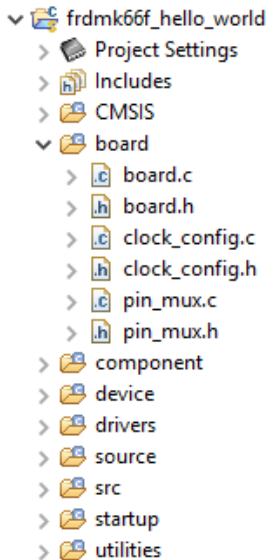 frdmk66f_hello_world
Project Settings
Includes
CMSIS
board
board.c
board.h
clock_config.c
clock_config.h
pin_mux.c
pin_mux.h
component
device
drivers
source
src
startup
utilities